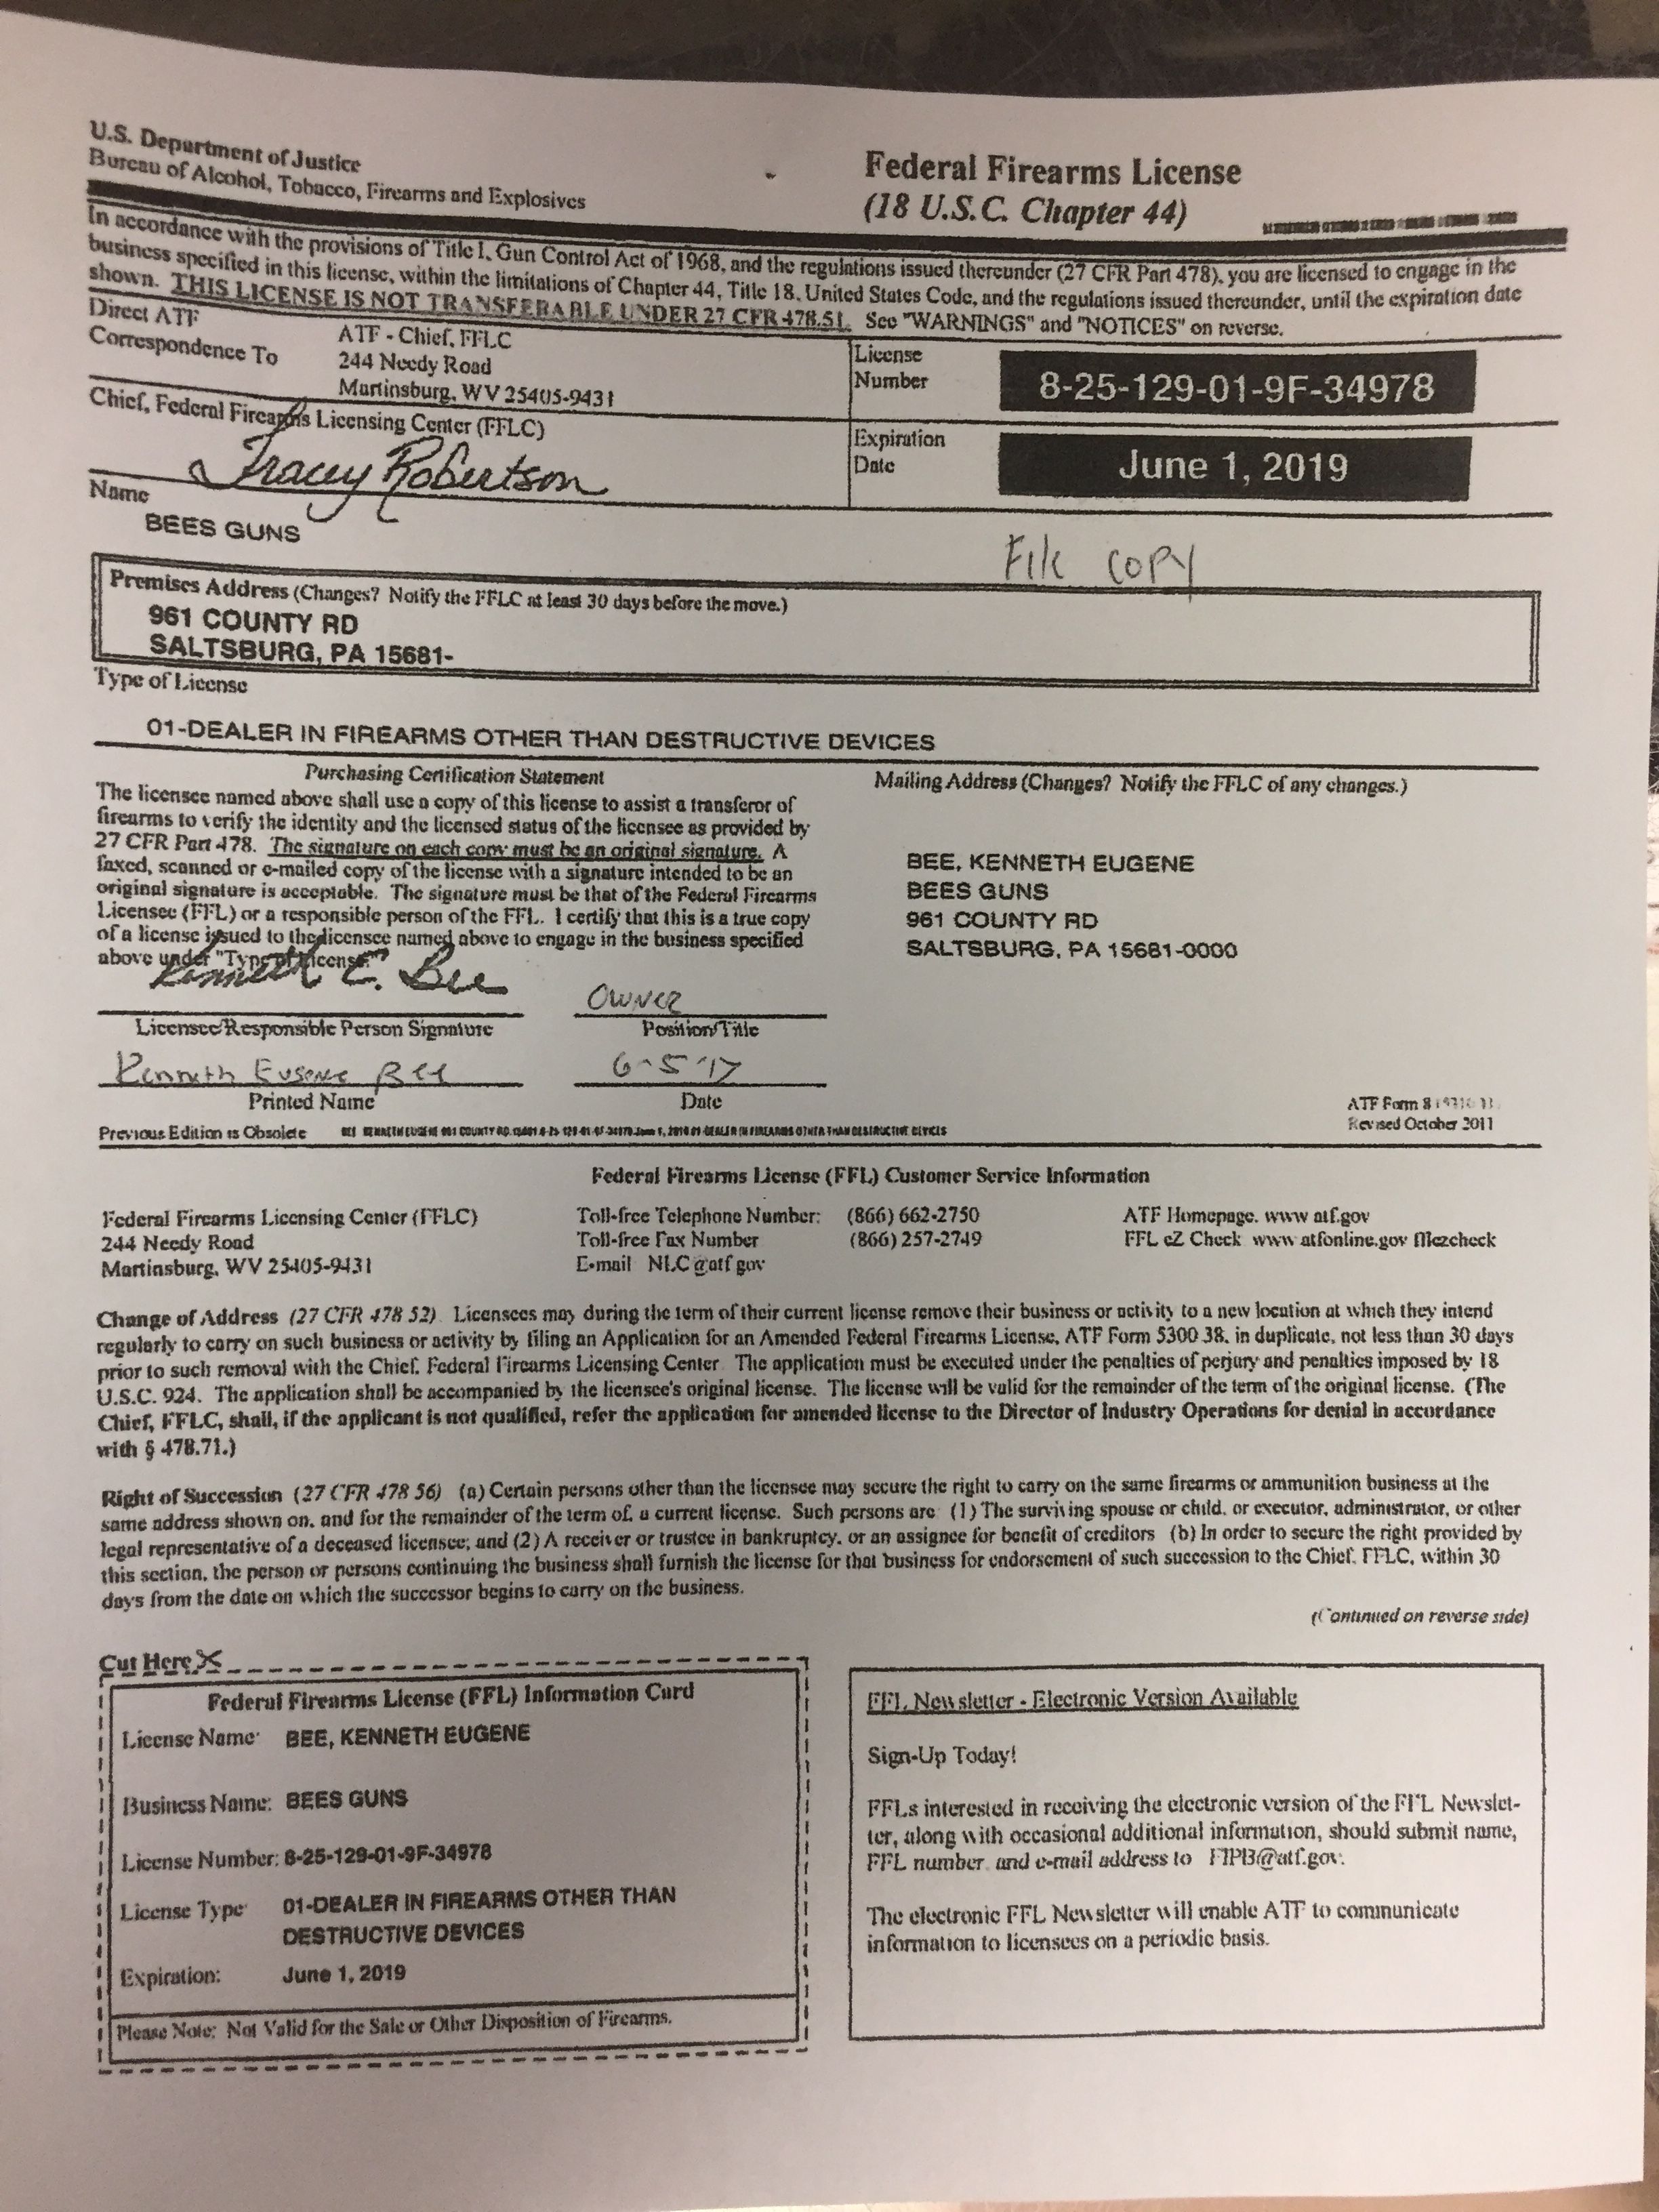 U.S. Department of Justice
Bureau of Alcohol, Tobacco, Firearms and Explosives
Federal Firearms License
(18 U.S.C. Chapter 44)
In accordance with the provisions of Title I, Gun Control Act of 1968, and the regulations issued thereunder (27 CFR Part 478), you are licensed to engage in the
business specified in this license, within the limitations of Chapter 44, Title 18, United States Code, and the regulations issued thereunder, until the expiration date
shown. THIS LICENSE IS NOT TRANSFERABLE UNDER 27 CFR 478.51. See "WARNINGS" and "NOTICES" on reverse.
Direct ATF
Correspondence To
ATF - Chief, FFLC
244 Needy Road
Martinsburg, WV 25405-9431
License
Number
8-25-129-01-9F-34978
Chief, Federal Firearms Licensing Center (FFLC)
Tracey Robertson
Expiration
Date
June 1, 2019
Name
BEES GUNS
File COPY
Premises Address (Changes? Notify the FFLC at least 30 days before the move.)
961 COUNTY RD
SALTSBURG, PA 15681-
Type of License
01-DEALER IN FIREARMS OTHER THAN DESTRUCTIVE DEVICES
Purchasing Certification Statement
The licensee named above shall use a copy of this license to assist a transferor of
firearms to verify the identity and the licensed status of the licensee as provided by
27 CFR Part 478. The signature on each copy must be an original signature. A
faxed, scanned or e-mailed copy of the license with a signature intended to be an
original signature is acceptable. The signature must be that of the Federal Firearms
Licensee (FFL) or a responsible person of the FFL. I certify that this is a true copy
of a license issued to the licensee named above to engage in the business specified
above under "Type of License."
Mailing Address (Changes? Notify the FFLC of any changes.)
BEE, KENNETH EUGENE
BEES GUNS
961 COUNTY RD
SALTSBURG, PA 15681-0000
Kenneth E. Bee
OWNER
Licensee/Responsible Person Signature
Position/Title
Kenneth Eugene Bee
6-5-17
Printed Name
Date
ATF Form 8
Revised October 2011
Previous Edition is Obsolete
Federal Firearms License (FFL) Customer Service Information
Federal Firearms Licensing Center (FFLC)
244 Needy Road
Martinsburg, WV 25405-9431
Toll-free Telephone Number: (866) 662-2750
Toll-free Fax Number (866) 257-2749
E-mail NLC@atf gov
ATF Homepage. www atf.gov
FFL eZ Check www atfonline.gov fflezcheck
Change of Address (27 CFR 478 52) Licensees may during the term of their current license remove their business or activity to a new location at which they intend
regularly to carry on such business or activity by filing an Application for an Amended Federal Firearms License, ATF Form 5300 38, in duplicate, not less than 30 days
prior to such removal with the Chief, Federal Firearms Licensing Center The application must be executed under the penalties of perjury and penalties imposed by 18
U.S.C. 924. The application shall be accompanied by the licensee's original license. The license will be valid for the remainder of the term of the original license. (The
Chief, FFLC, shall, if the applicant is not qualified, refer the application for amended license to the Director of Industry Operations for denial in accordance
with § 478.71.)
Right of Succession (27 CFR 478 56) (a) Certain persons other than the licensee may secure the right to carry on the same firearms or ammunition business at the
same address shown on, and for the remainder of the term of, a current license. Such persons are (1) The surviving spouse or child, or executor, administrator, or other
legal representative of a deceased licensee; and (2) A receiver or trustee in bankruptcy, or an assignee for benefit of creditors (b) In order to secure the right provided by
this section, the person or persons continuing the business shall furnish the license for that business for endorsement of such succession to the Chief, FFLC, within 30
days from the date on which the successor begins to carry on the business.
(Continued on reverse side)
Cut Here
Federal Firearms License (FFL) Information Card
License Name: BEE, KENNETH EUGENE
Business Name: BEES GUNS
License Number: 8-25-129-01-9F-34978
License Type: 01-DEALER IN FIREARMS OTHER THAN
DESTRUCTIVE DEVICES
Expiration: June 1, 2019
Please Note: Not Valid for the Sale or Other Disposition of Firearms.
FFL Newsletter - Electronic Version Available
Sign-Up Today!
FFLs interested in receiving the electronic version of the FFL Newslet-
ter, along with occasional additional information, should submit name,
FFL number, and e-mail address to FIPB@atf.gov.
The electronic FFL Newsletter will enable ATF to communicate
information to licensees on a periodic basis.